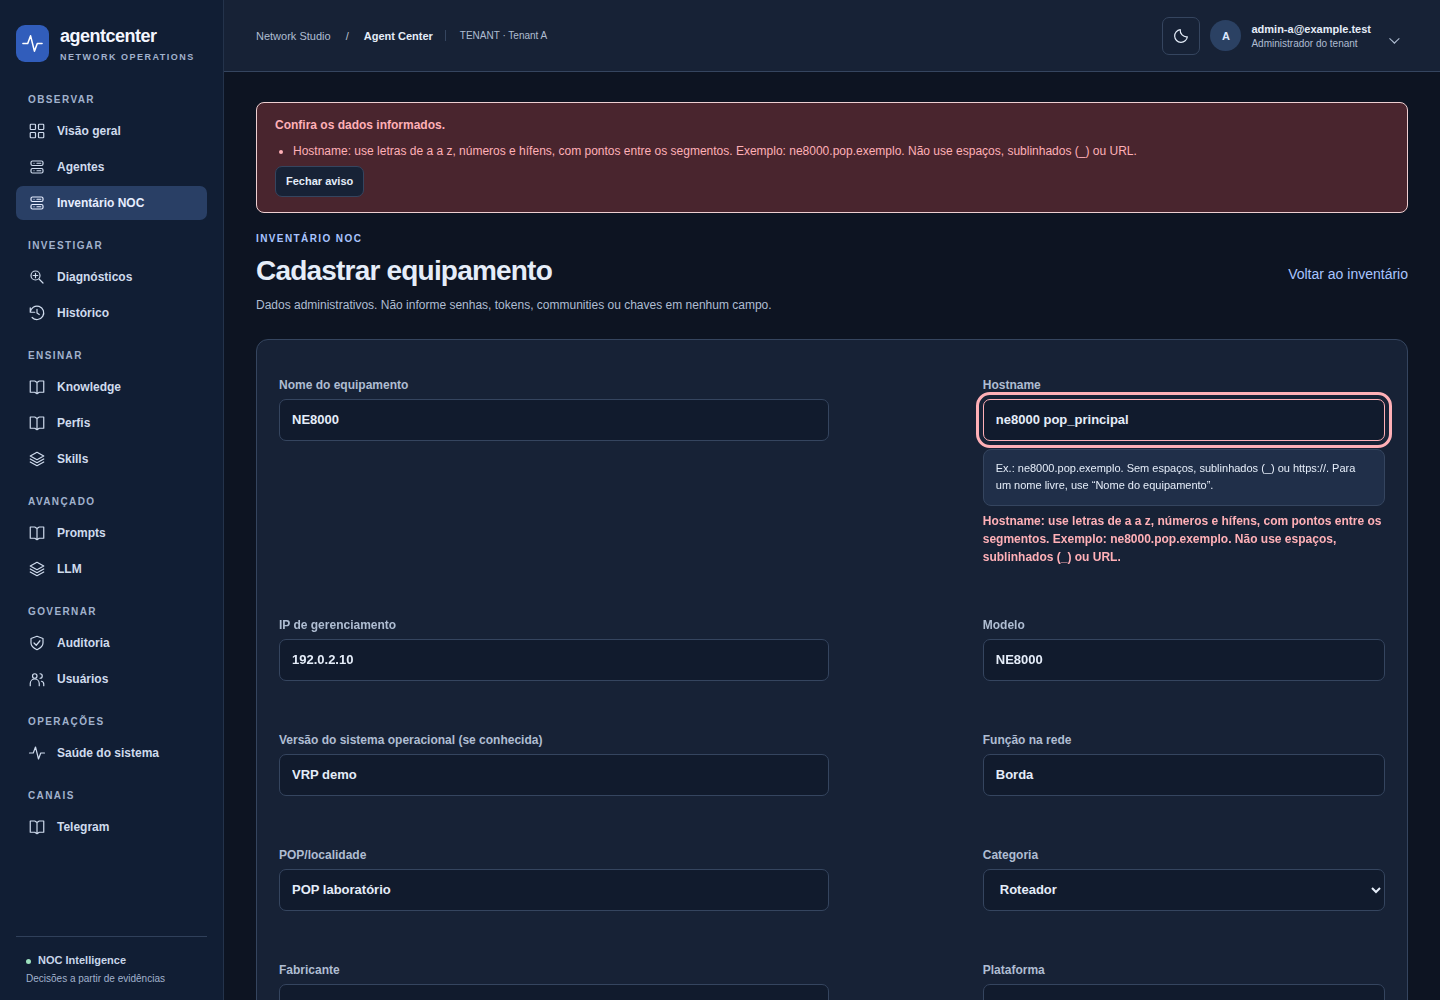 agentcenter
NETWORK OPERATIONS
OBSERVAR
Visão geral
Agentes
Inventário NOC
INVESTIGAR
Diagnósticos
Histórico
ENSINAR
Knowledge
Perfis
Skills
AVANÇADO
Prompts
LLM
GOVERNAR
Auditoria
Usuários
OPERAÇÕES
Saúde do sistema
CANAIS
Telegram
NOC Intelligence
Decisões a partir de evidências
Network Studio / Agent Center TENANT · Tenant A
A
admin-a@example.test
Administrador do tenant
Confira os dados informados.
Hostname: use letras de a a z, números e hífens, com pontos entre os segmentos. Exemplo: ne8000.pop.exemplo. Não use espaços, sublinhados (_) ou URL.
Fechar aviso
INVENTÁRIO NOC
Cadastrar equipamento
Voltar ao inventário
Dados administrativos. Não informe senhas, tokens, communities ou chaves em nenhum campo.
Nome do equipamento
NE8000
Hostname
ne8000 pop_principal
Ex.: ne8000.pop.exemplo. Sem espaços, sublinhados (_) ou https://. Para
um nome livre, use “Nome do equipamento”.
Hostname: use letras de a a z, números e hífens, com pontos entre os
segmentos. Exemplo: ne8000.pop.exemplo. Não use espaços,
sublinhados (_) ou URL.
IP de gerenciamento
192.0.2.10
Modelo
NE8000
Versão do sistema operacional (se conhecida)
VRP demo
Função na rede
Borda
POP/localidade
POP laboratório
Categoria
Roteador
Fabricante
Plataforma